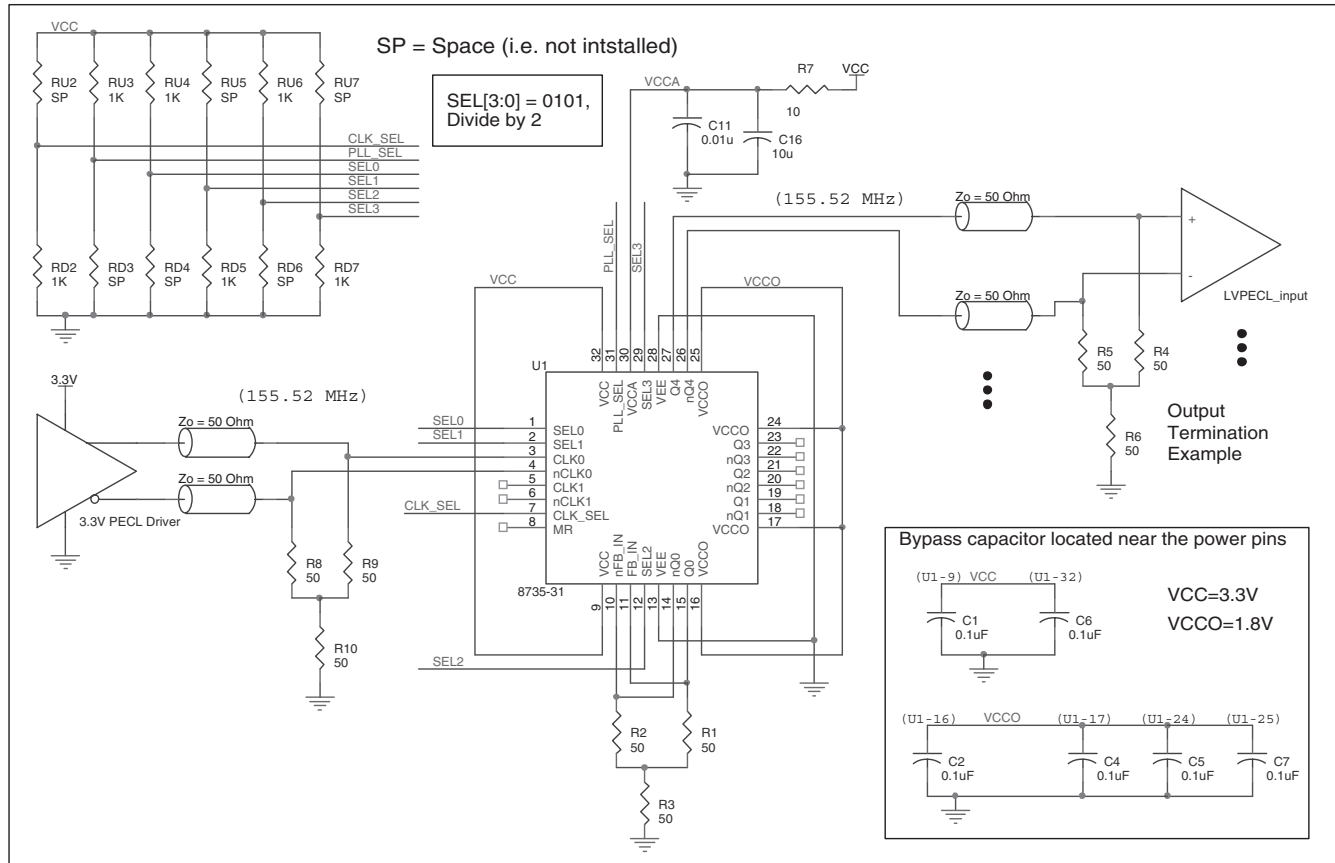 VCC
SP = Space (i.e. not intstalled)
RU2
SP
RU3
1K
RU4
1K
RU5
SP
RU6
1K
RU7
SP
SEL[3:0] = 0101,
Divide by 2
VCCA
R7
10
VCC
C11
0.01u
C16
10u
CLK_SEL
PLL_SEL
SEL0
SEL1
SEL2
SEL3
RD2
1K
RD3
SP
RD4
SP
RD5
1K
RD6
SP
RD7
1K
(155.52 MHz)
Zo = 50 Ohm
+
-
LVPECL_input
Zo = 50 Ohm
R5
50
R4
50
R6
50
Output
Termination
Example
PLL_SEL
SEL3
VCC
VCCO
32
31
30
29
28
27
26
25
U1
VCC
PLL_SEL
VCCA
SEL3
VEE
Q4
nQ4
VCCO
3.3V
(155.52 MHz)
Zo = 50 Ohm
Zo = 50 Ohm
3.3V PECL Driver
R8
50
R9
50
R10
50
SEL0
SEL1
CLK_SEL
SEL2
1
2
3
4
5
6
7
8
SEL0
SEL1
CLK0
nCLK0
CLK1
nCLK1
CLK_SEL
MR
VCCO
Q3
nQ3
Q2
nQ2
Q1
nQ1
VCCO
24
23
22
21
20
19
18
17
VCC
nFB_IN
FB_IN
SEL2
VEE
nQ0
Q0
VCCO
8735-31
9
10
11
12
13
14
15
16
R2
50
R1
50
R3
50
Bypass capacitor located near the power pins
(U1-9)
VCC
(U1-32)
C1
0.1uF
C6
0.1uF
VCC=3.3V
VCCO=1.8V
(U1-16)
VCCO
(U1-17)
(U1-24)
(U1-25)
C2
0.1uF
C4
0.1uF
C5
0.1uF
C7
0.1uF